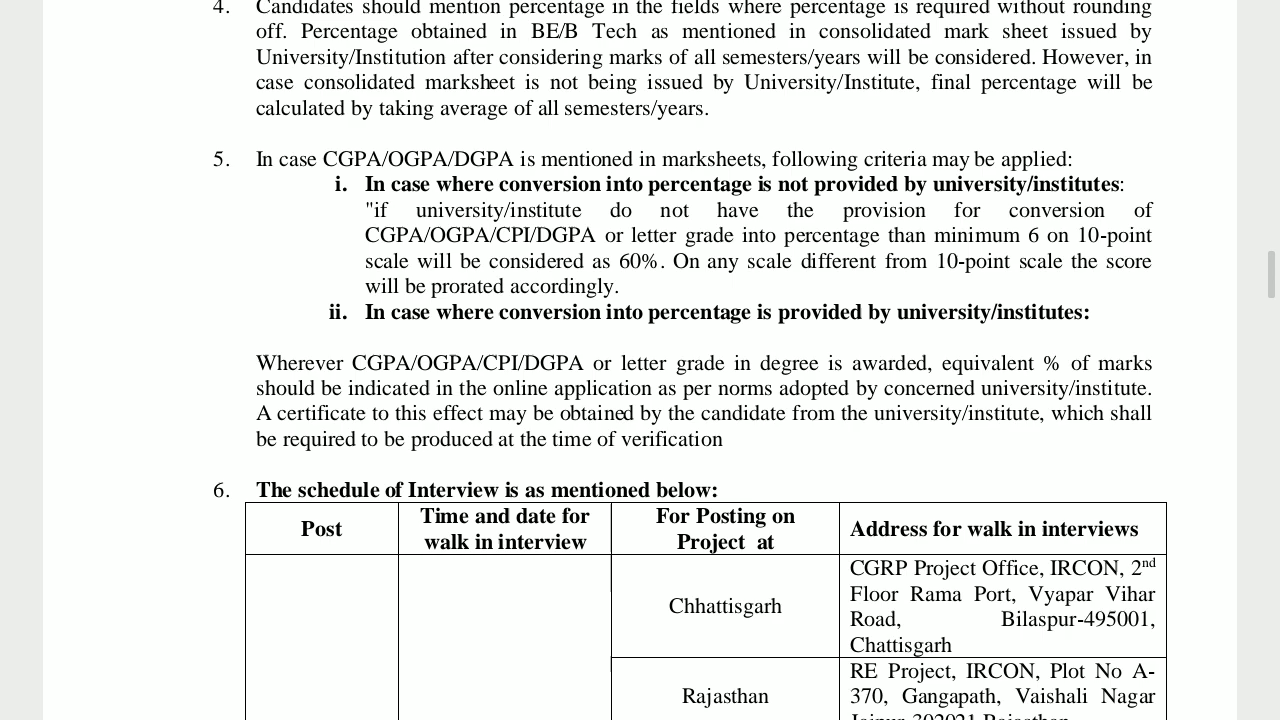 4. Candidates should mention percentage in the fields where percentage is required without rounding
off. Percentage obtained in BE/B Tech as mentioned in consolidated mark sheet issued by
University/Institution after considering marks of all semesters/years will be considered. However, in
case consolidated marksheet is not being issued by University/Institute, final percentage will be
calculated by taking average of all semesters/years.
5. In case CGPA/OGPA/DGPA is mentioned in marksheets, following criteria may be applied:
i. In case where conversion into percentage is not provided by university/institutes:
"if university/institute do not have the provision for conversion of
CGPA/OGPA/CPI/DGPA or letter grade into percentage than minimum 6 on 10-point
scale will be considered as 60%. On any scale different from 10-point scale the score
will be prorated accordingly.
ii. In case where conversion into percentage is provided by university/institutes:
Wherever CGPA/OGPA/CPI/DGPA or letter grade in degree is awarded, equivalent % of marks
should be indicated in the online application as per norms adopted by concerned university/institute.
A certificate to this effect may be obtained by the candidate from the university/institute, which shall
be required to be produced at the time of verification
6. The schedule of Interview is as mentioned below:
Post
Time and date for
walk in interview
For Posting on
Project at
Address for walk in interviews
Chhattisgarh
CGRP Project Office, IRCON, 2nd
Floor Rama Port, Vyapar Vihar
Road, Bilaspur-495001,
Chattisgarh
Rajasthan
RE Project, IRCON, Plot No A-
370, Gangapath, Vaishali Nagar
Jaipur-302021 Rajasthan